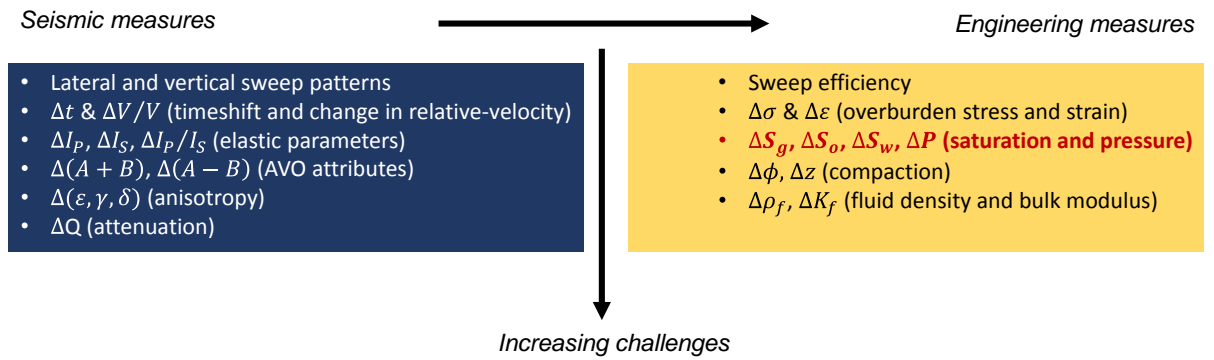 Seismic measures
Engineering measures
• Lateral and vertical sweep patterns
• Δt & ΔV/V (timeshift and change in relative-velocity)
• ΔI_P, ΔI_S, ΔI_P/I_S (elastic parameters)
• Δ(A + B), Δ(A − B) (AVO attributes)
• Δ(ε, γ, δ) (anisotropy)
• ΔQ (attenuation)
• Sweep efficiency
• Δσ & Δε (overburden stress and strain)
• ΔS_g, ΔS_o, ΔS_w, ΔP (saturation and pressure)
• Δϕ, Δz (compaction)
• Δρ_f, ΔK_f (fluid density and bulk modulus)
Increasing challenges